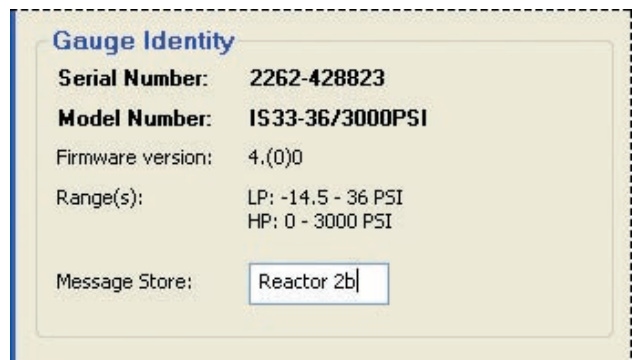 Gauge Identity
Serial Number: 2262-428823
Model Number: IS33-36/3000PSI
Firmware version: 4.(0)0
Range(s): LP: -14.5 - 36 PSI
HP: 0 - 3000 PSI
Message Store: Reactor 2b